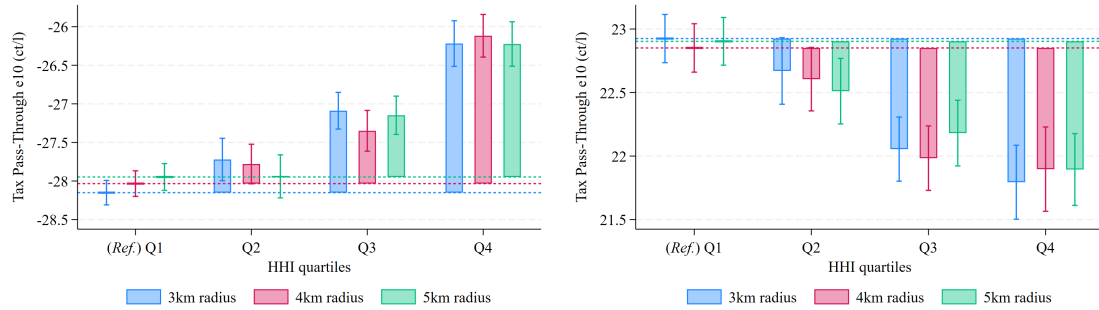 Tax Pass-Through e10 (ct/l)
-26
-26.5
-27
-27.5
-28
-28.5
(Ref.) Q1 Q2 Q3 Q4
HHI quartiles
3km radius 4km radius 5km radius
Tax Pass-Through e10 (ct/l)
23
22.5
22
21.5
(Ref.) Q1 Q2 Q3 Q4
HHI quartiles
3km radius 4km radius 5km radius